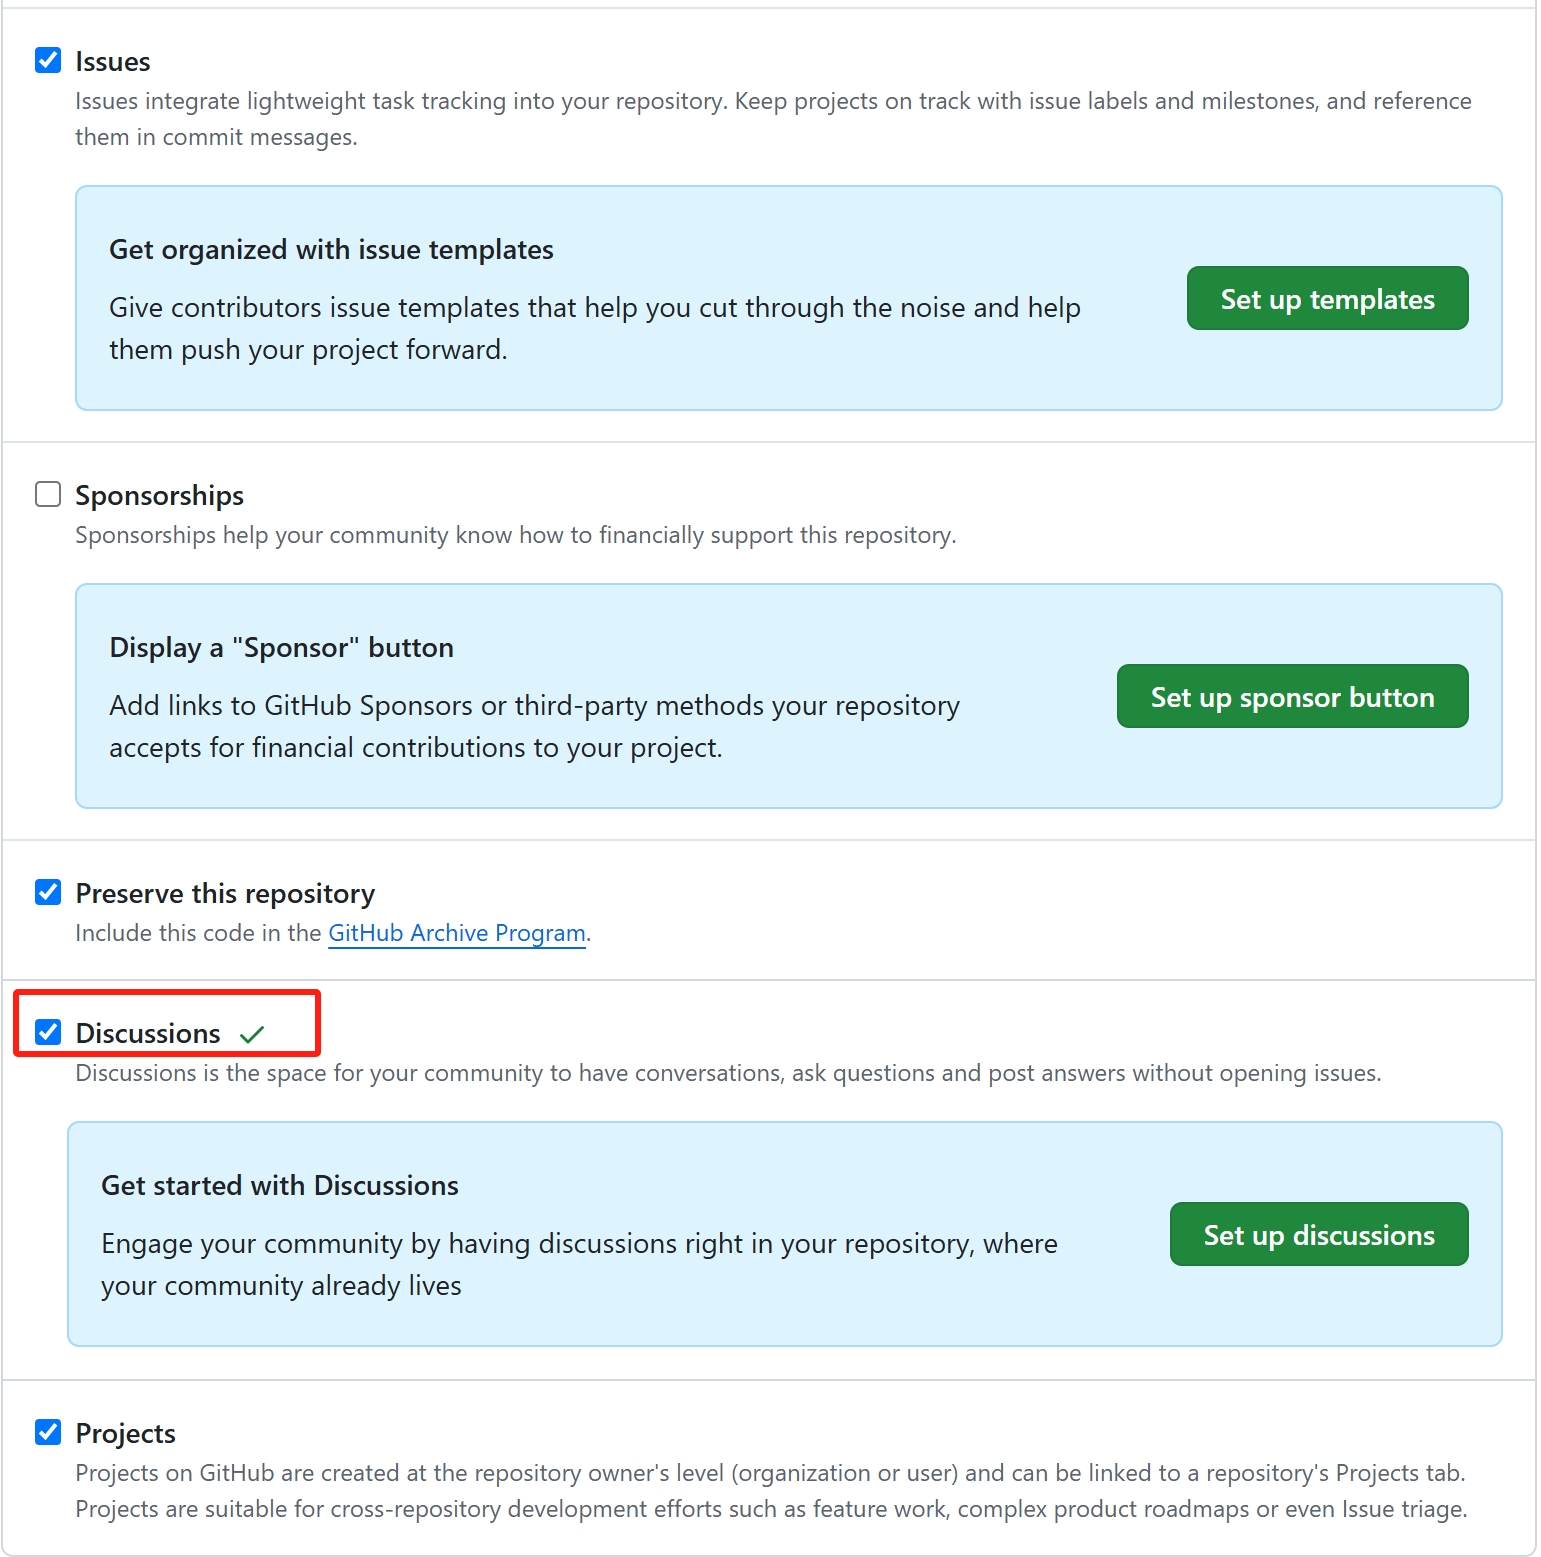 Issues
Issues integrate lightweight task tracking into your repository. Keep projects on track with issue labels and milestones, and reference
them in commit messages.
Get organized with issue templates
Give contributors issue templates that help you cut through the noise and help
them push your project forward.
Set up templates
Sponsorships
Sponsorships help your community know how to financially support this repository.
Display a "Sponsor" button
Add links to GitHub Sponsors or third-party methods your repository
accepts for financial contributions to your project.
Set up sponsor button
Preserve this repository
Include this code in the GitHub Archive Program.
Discussions
Discussions is the space for your community to have conversations, ask questions and post answers without opening issues.
Get started with Discussions
Engage your community by having discussions right in your repository, where
your community already lives
Set up discussions
Projects
Projects on GitHub are created at the repository owner's level (organization or user) and can be linked to a repository's Projects tab.
Projects are suitable for cross-repository development efforts such as feature work, complex product roadmaps or even Issue triage.